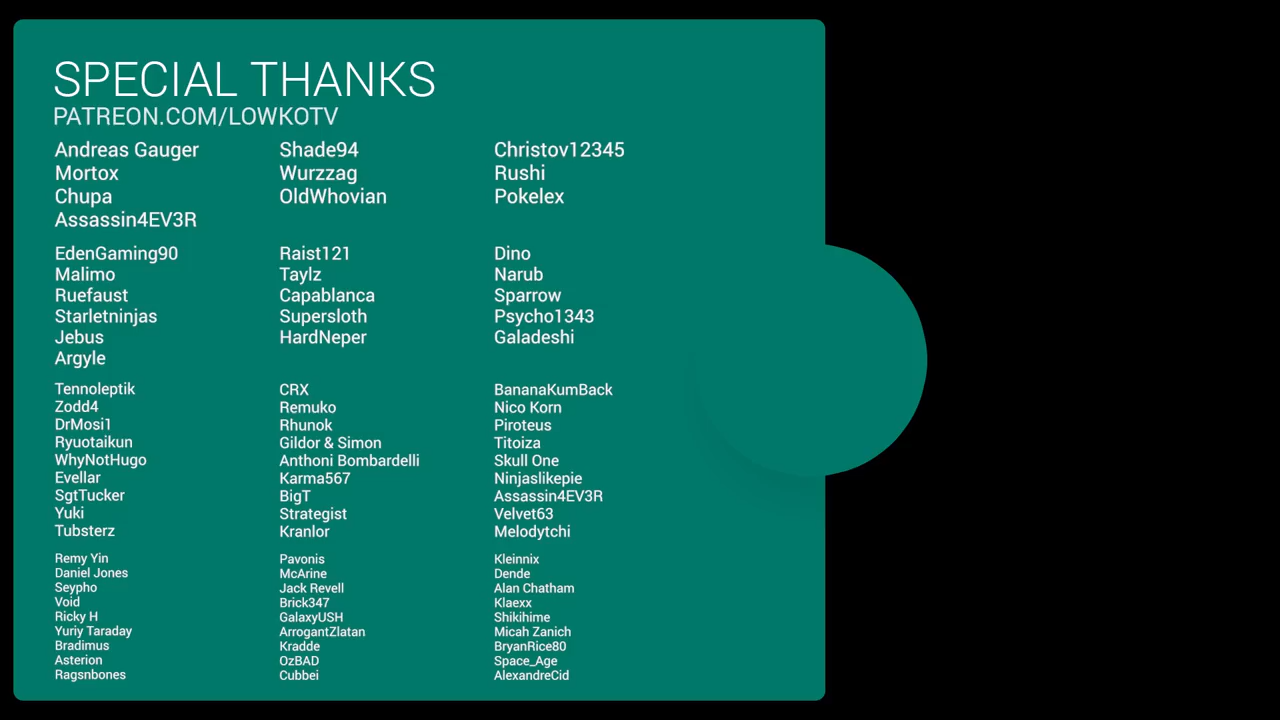 SPECIAL THANKS
PATREON.COM/LOWKOTV
Andreas Gauger Shade94 Christov12345
Mortox Wurzzag Rushi
Chupa OldWhovian Pokelex
Assassin4EV3R
EdenGaming90 Raist121 Dino
Malimo Taylz Narub
Ruefaust Capablanca Sparrow
Starletninjas Supersloth Psycho1343
Jebus HardNeper Galadeshi
Argyle
Tennoleptik CRX BananaKumBack
Zodd4 Remuko Nico Korn
DrMosi1 Rhunok Piroteus
Ryuotaikun Gildor & Simon Titoiza
WhyNotHugo Anthoni Bombardelli Skull One
Evellar Karma567 Ninjaslikepie
SgtTucker BigT Assassin4EV3R
Yuki Strategist Velvet63
Tubsterz Kranlor Melodytchi
Remy Yin Pavonis Kleinnix
Daniel Jones McArine Dende
Seypho Jack Revell Alan Chatham
Void Brick347 Klaexx
Ricky H GalaxyUSH Shikihime
Yuriy Taraday ArrogantZlatan Micah Zanich
Bradimus Kradde BryanRice80
Asterion OzBAD Space_Age
Ragsnbones Cubbei AlexandreCid